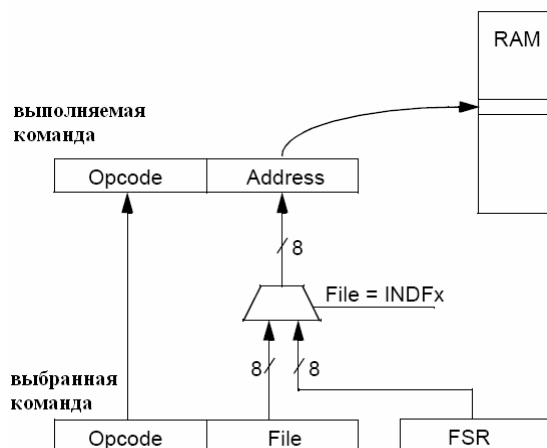 RAM
выполняемая
команда
Opcode Address
8
File = INDFx
8 8
выбранная
команда
Opcode File FSR